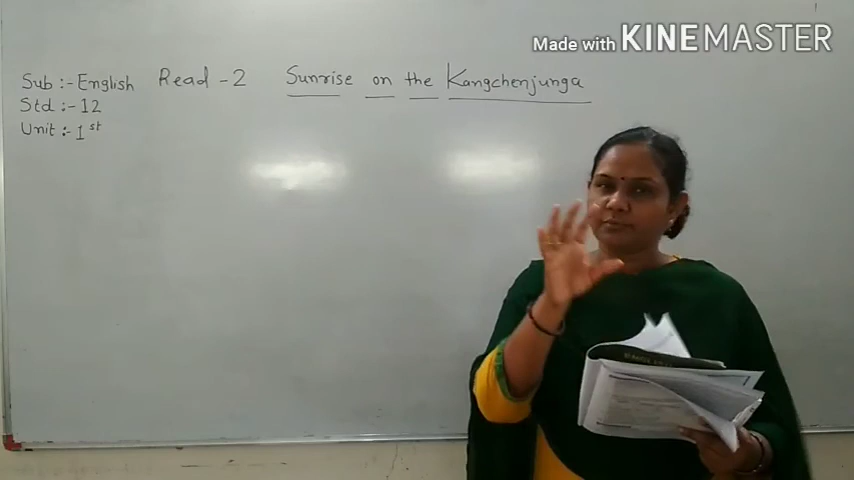 Made with KINEMASTER
Sub :- English Read - 2 Sunrise on the Kangchenjunga
Std :- 12
Unit :- 1st